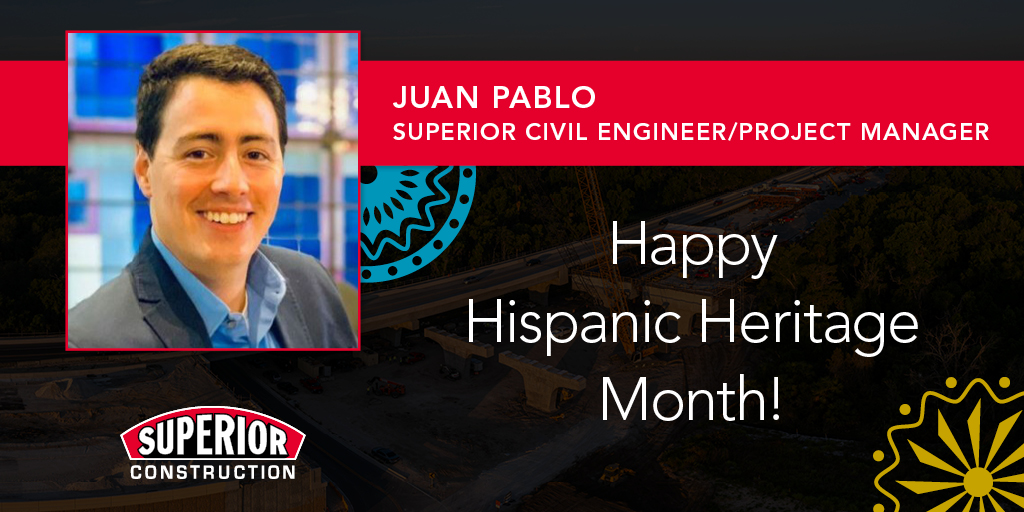 JUAN PABLO
SUPERIOR CIVIL ENGINEER/PROJECT MANAGER
Happy
Hispanic Heritage
Month!
SUPERIOR
CONSTRUCTION